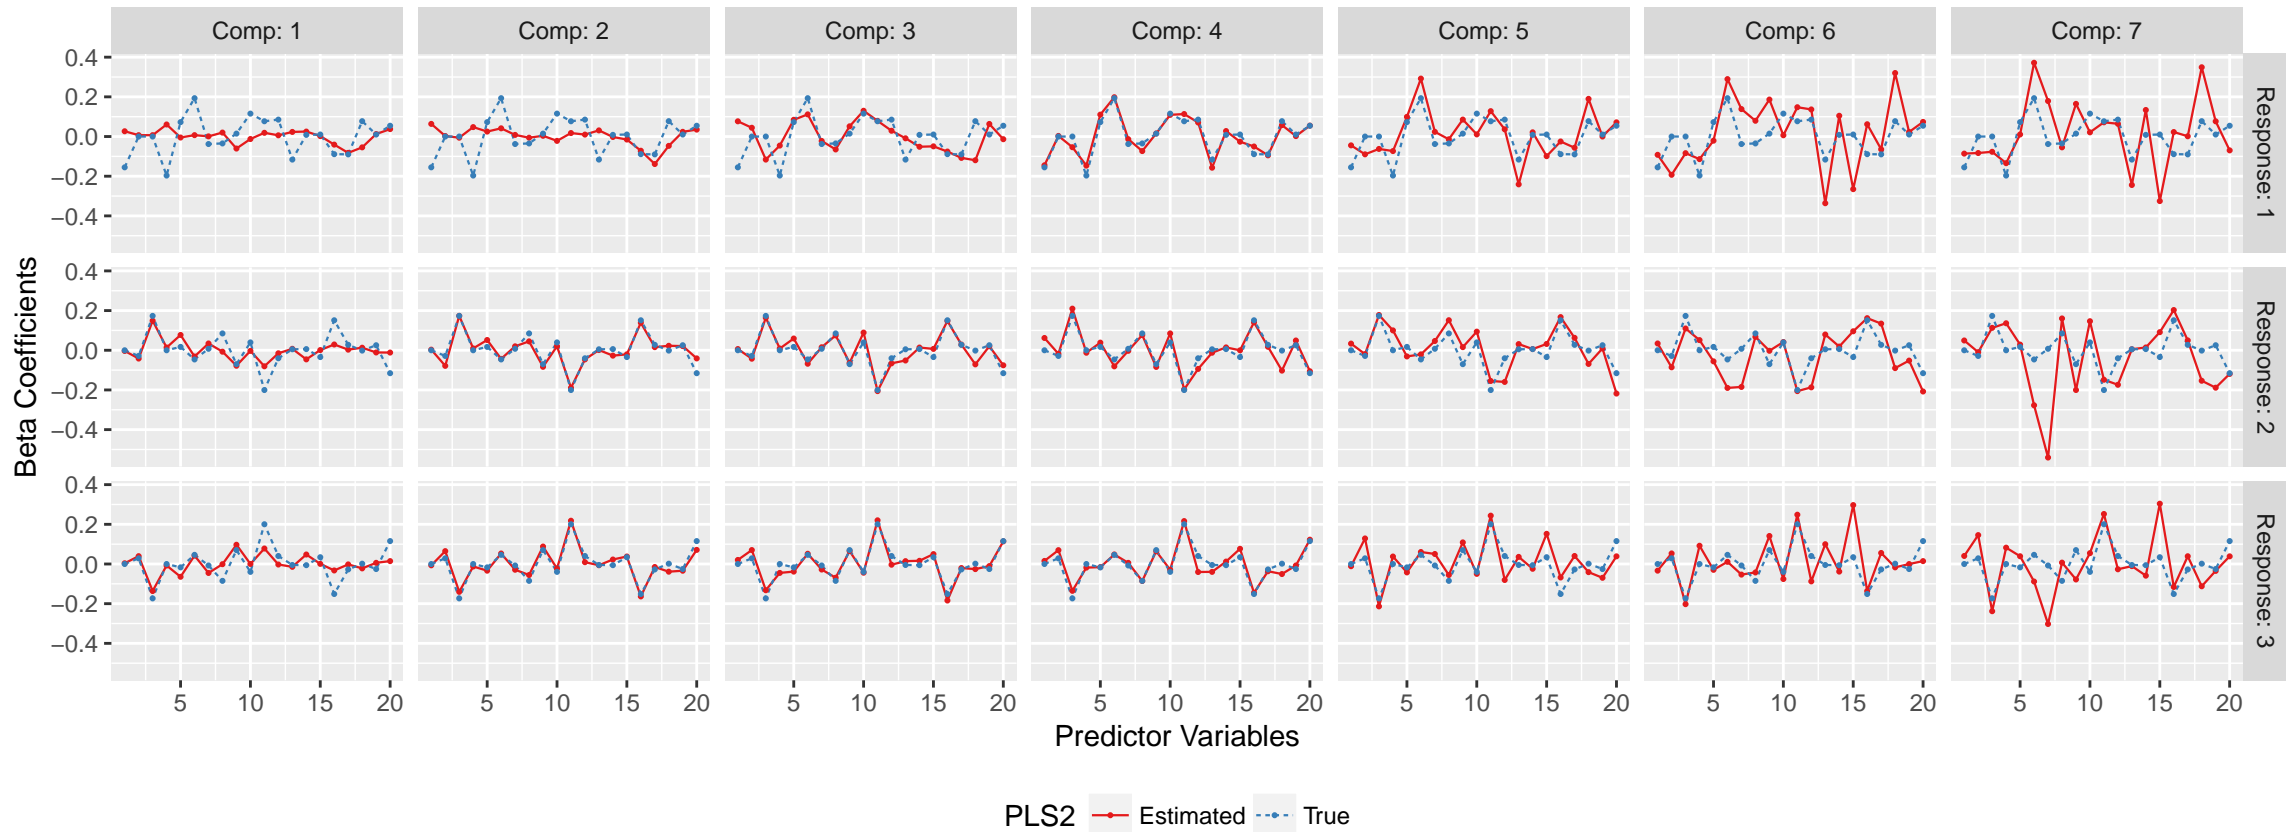 Comp: 1 Comp: 2 Comp: 3 Comp: 4 Comp: 5 Comp: 6 Comp: 7
0.4
0.2
0.0
−0.2
−0.4
Response: 1
0.4
0.2
0.0
−0.2
−0.4
Response: 2
0.4
0.2
0.0
−0.2
−0.4
Response: 3
Beta Coefficients
5 10 15 20 5 10 15 20 5 10 15 20 5 10 15 20 5 10 15 20 5 10 15 20 5 10 15 20
Predictor Variables
PLS2 Estimated True